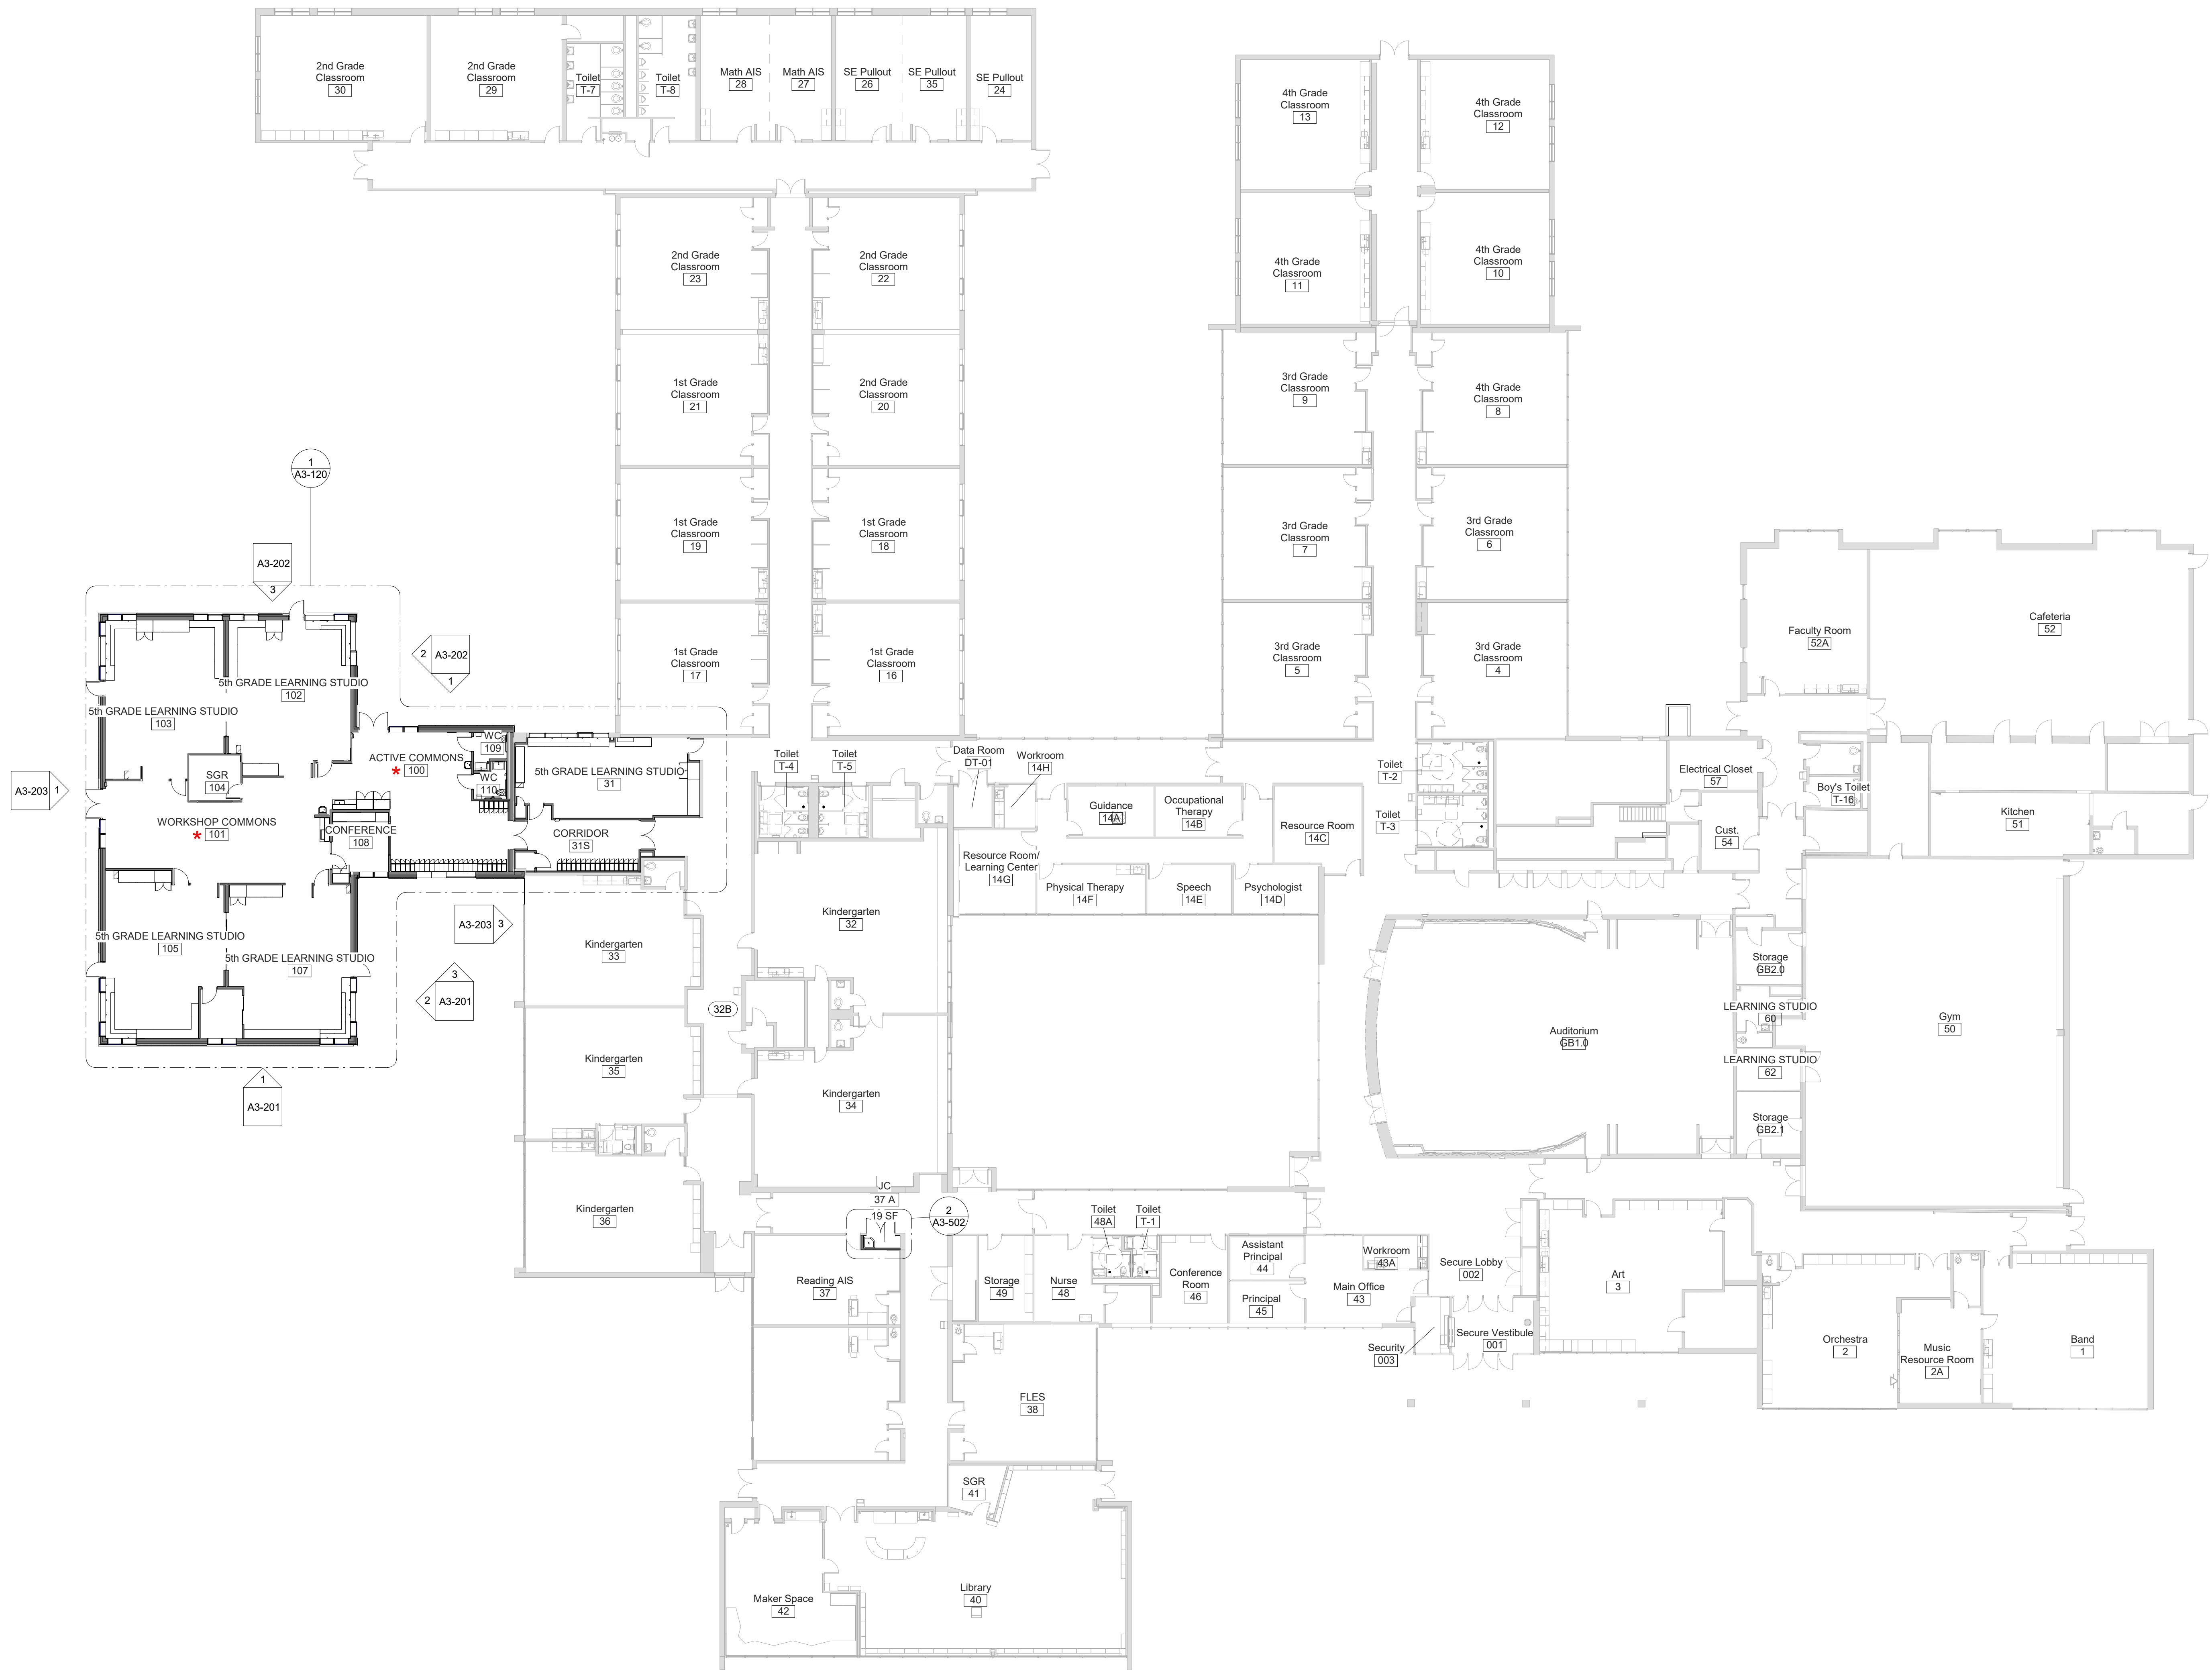 2nd Grade
Classroom
30
2nd Grade
Classroom
29
Toilet
T-7
Toilet
T-8
Math AIS
28
Math AIS
27
SE Pullout
26
SE Pullout
35
SE Pullout
24
4th Grade
Classroom
13
4th Grade
Classroom
12
4th Grade
Classroom
11
4th Grade
Classroom
10
2nd Grade
Classroom
23
2nd Grade
Classroom
22
1st Grade
Classroom
21
2nd Grade
Classroom
20
3rd Grade
Classroom
9
4th Grade
Classroom
8
1st Grade
Classroom
19
1st Grade
Classroom
18
3rd Grade
Classroom
7
3rd Grade
Classroom
6
1st Grade
Classroom
17
1st Grade
Classroom
16
3rd Grade
Classroom
5
3rd Grade
Classroom
4
1
A3-120
A3-202
3
2
A3-202
1
5th GRADE LEARNING STUDIO
102
5th GRADE LEARNING STUDIO
103
A3-203
1
SGR
104
ACTIVE COMMONS
* 100
WC
109
WC
110
5th GRADE LEARNING STUDIO
31
WORKSHOP COMMONS
* 101
CONFERENCE
108
CORRIDOR
31S
A3-203
3
5th GRADE LEARNING STUDIO
105
5th GRADE LEARNING STUDIO
107
3
2
A3-201
1
A3-201
Toilet
T-4
Toilet
T-5
Data Room
DT-01
Workroom
14H
Guidance
14A
Occupational
Therapy
14B
Resource Room
14C
Resource Room/
Learning Center
14G
Physical Therapy
14F
Speech
14E
Psychologist
14D
Toilet
T-2
Toilet
T-3
Faculty Room
52A
Cafeteria
52
Electrical Closet
57
Boy's Toilet
T-16
Cust.
54
Kitchen
51
Kindergarten
32
Kindergarten
33
32B
Kindergarten
35
Kindergarten
34
Kindergarten
36
Auditorium
GB1.0
Storage
GB2.0
LEARNING STUDIO
60
LEARNING STUDIO
62
Storage
GB2.1
Gym
50
JC
37 A
19 SF
2
A3-502
Reading AIS
37
Storage
49
Nurse
48
Toilet
48A
Toilet
T-1
Conference
Room
46
Assistant
Principal
44
Principal
45
Workroom
43A
Main Office
43
Secure Lobby
002
Security
003
Secure Vestibule
001
Art
3
Orchestra
2
Music
Resource Room
2A
Band
1
FLES
38
SGR
41
Maker Space
42
Library
40